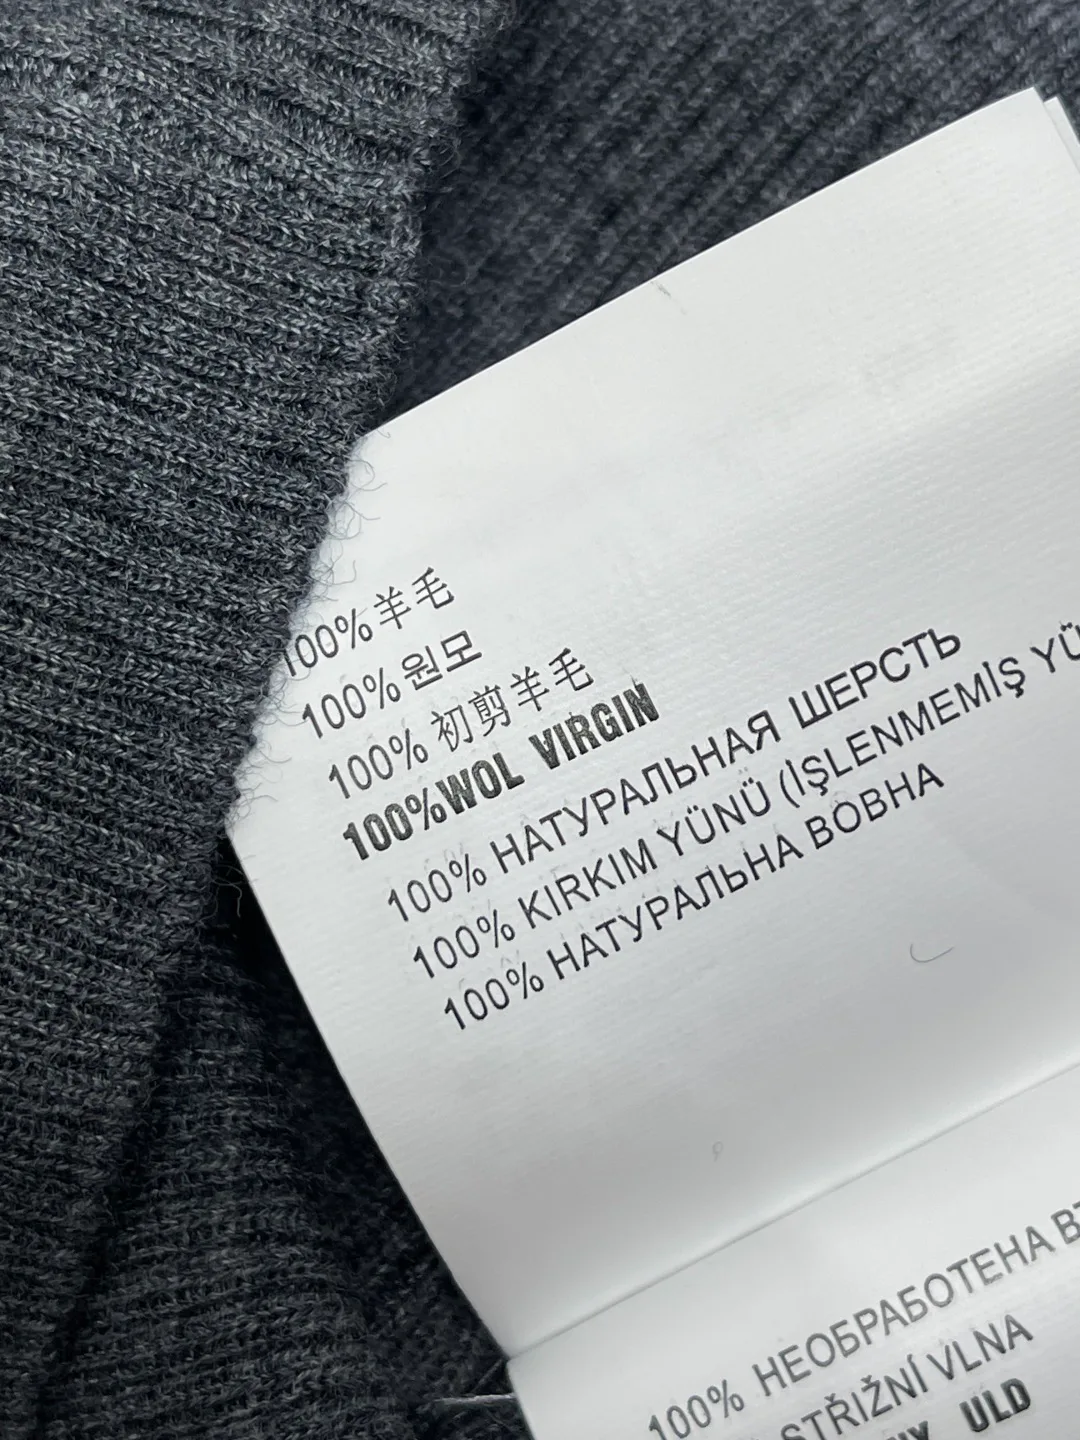 100% 羊毛
100% 원모
100% 初剪羊毛
100%WOL VIRGIN
100% НАТУРАЛЬНАЯ ШЕРСТЬ
100% KIRKIM YÜNÜ (İŞLENMEMİŞ
100% НАТУРАЛЬНА ВОВНА
100% НЕОБРАБОТЕНА
STŘIŽNÍ VLNA
ULD